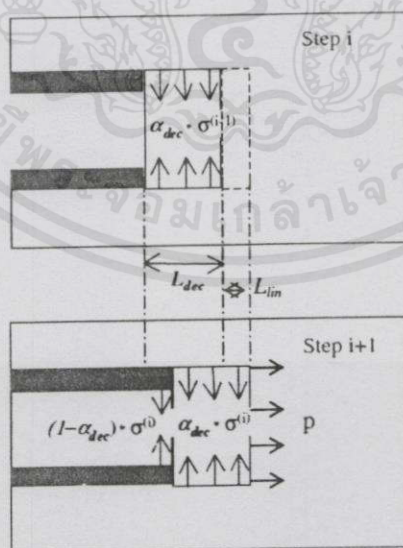 Step i
α_dec · σ^(i-1)
L_dec
L_lin
Step i+1
(1-α_dec) · σ^(i)
α_dec · σ^(i)
p